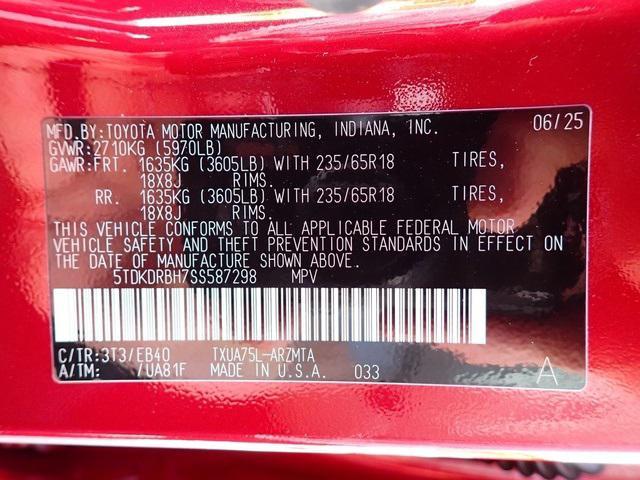 MFD.BY:TOYOTA MOTOR MANUFACTURING, INDIANA, INC. 06/25
GVWR:2710KG (5970LB)
GAWR:FRT. 1635KG (3605LB) WITH 235/65R18 TIRES,
18X8J RIMS.
RR. 1635KG (3605LB) WITH 235/65R18 TIRES,
18X8J RIMS.
THIS VEHICLE CONFORMS TO ALL APPLICABLE FEDERAL MOTOR
VEHICLE SAFETY AND THEFT PREVENTION STANDARDS IN EFFECT ON
THE DATE OF MANUFACTURE SHOWN ABOVE.
5TDKDRBH7SS587298 MPV
C/TR:3T3/EB40 TXUA75L-ARZMTA
A/TM: /UA81F MADE IN U.S.A. 033 A